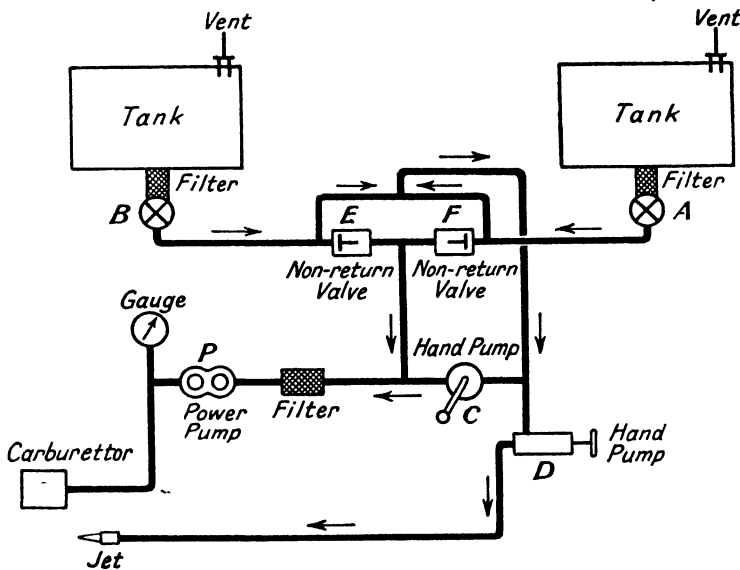 Vent
Vent
Tank
Tank
Filter
Filter
B
A
E
F
Non-return
Valve
Non-return
Valve
Gauge
P
Hand Pump
Power
Pump
Filter
C
Carburettor
Hand
Pump
D
Jet